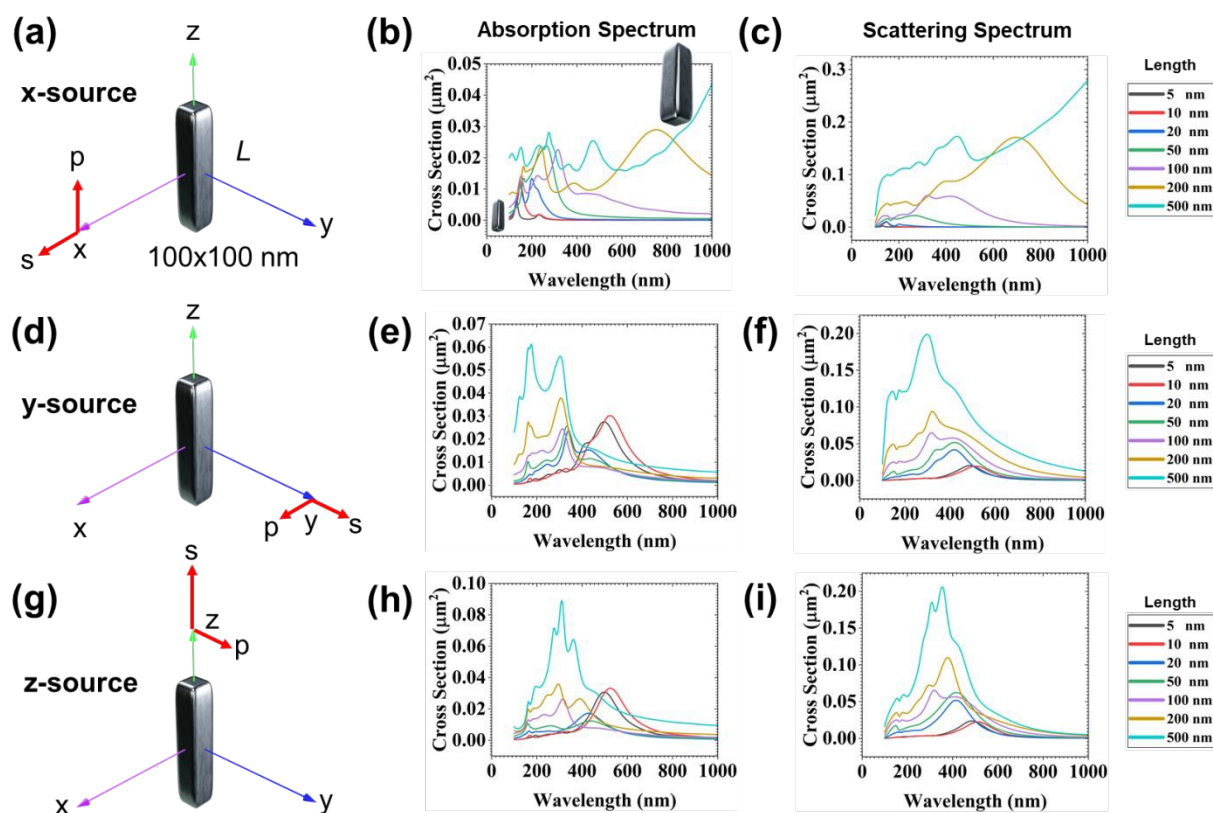 (a)
z
x-source
p
L
s
x
y
100x100 nm
(b)
Absorption Spectrum
Cross Section (μm²)
0.05
0.04
0.03
0.02
0.01
0.00
0 200 400 600 800 1000
Wavelength (nm)
(c)
Scattering Spectrum
Cross Section (μm²)
0.3
0.2
0.1
0.0
0 200 400 600 800 1000
Wavelength (nm)
Length
5 nm
10 nm
20 nm
50 nm
100 nm
200 nm
500 nm
(d)
z
y-source
x
p
y
s
(e)
Cross Section (μm²)
0.07
0.06
0.05
0.04
0.03
0.02
0.01
0.00
0 200 400 600 800 1000
Wavelength (nm)
(f)
Cross Section (μm²)
0.20
0.15
0.10
0.05
0.00
0 200 400 600 800 1000
Wavelength (nm)
Length
5 nm
10 nm
20 nm
50 nm
100 nm
200 nm
500 nm
(g)
s
z
p
z-source
x
y
(h)
Cross Section (μm²)
0.10
0.08
0.06
0.04
0.02
0.00
0 200 400 600 800 1000
Wavelength (nm)
(i)
Cross Section (μm²)
0.20
0.15
0.10
0.05
0.00
0 200 400 600 800 1000
Wavelength (nm)
Length
5 nm
10 nm
20 nm
50 nm
100 nm
200 nm
500 nm